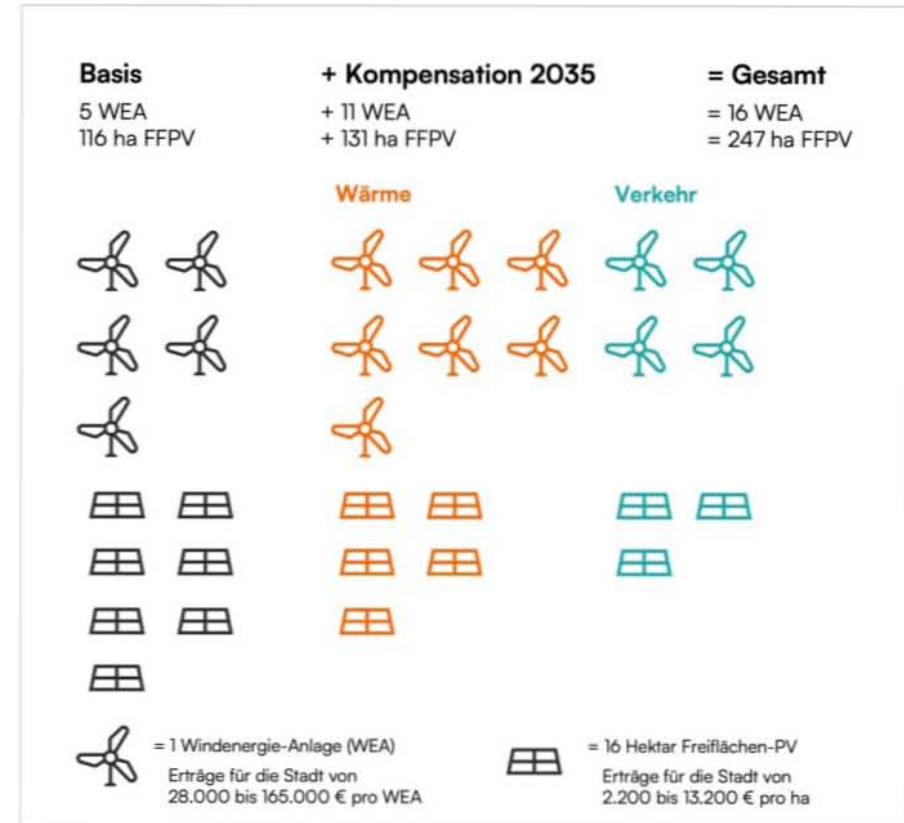 Basis
5 WEA
116 ha FFPV
+ Kompensation 2035
+ 11 WEA
+ 131 ha FFPV
= Gesamt
= 16 WEA
= 247 ha FFPV
Wärme
Verkehr
= 1 Windenergie-Anlage (WEA)
Erträge für die Stadt von
28.000 bis 165.000 € pro WEA
= 16 Hektar Freiflächen-PV
Erträge für die Stadt von
2.200 bis 13.200 € pro ha